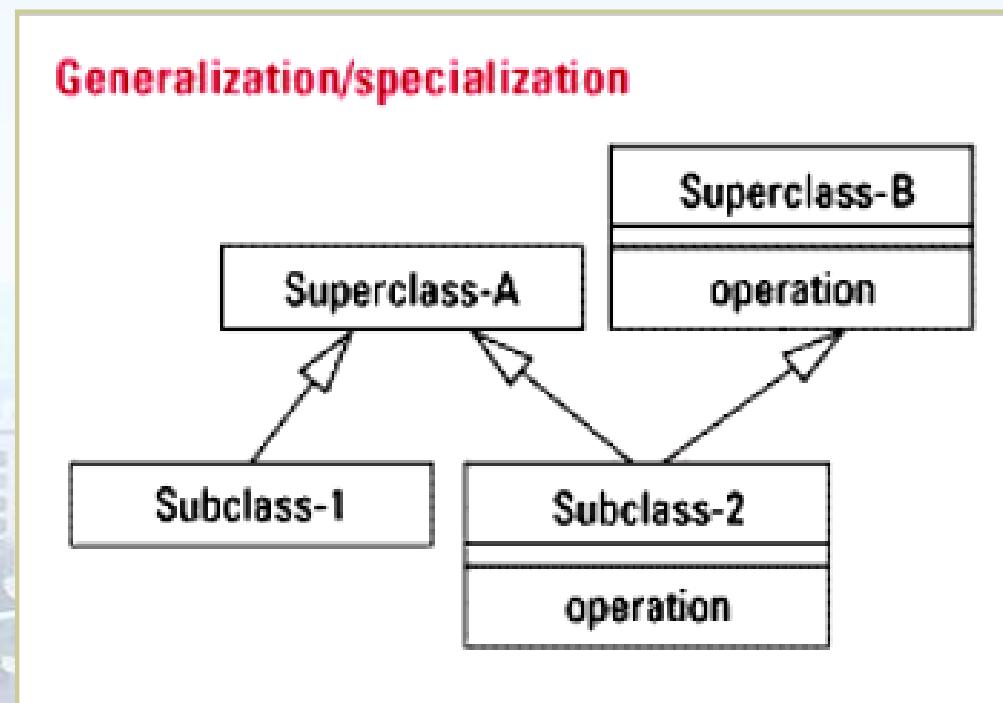 Generalization/specialization
Superclass-B
operation
Superclass-A
Subclass-1
Subclass-2
operation